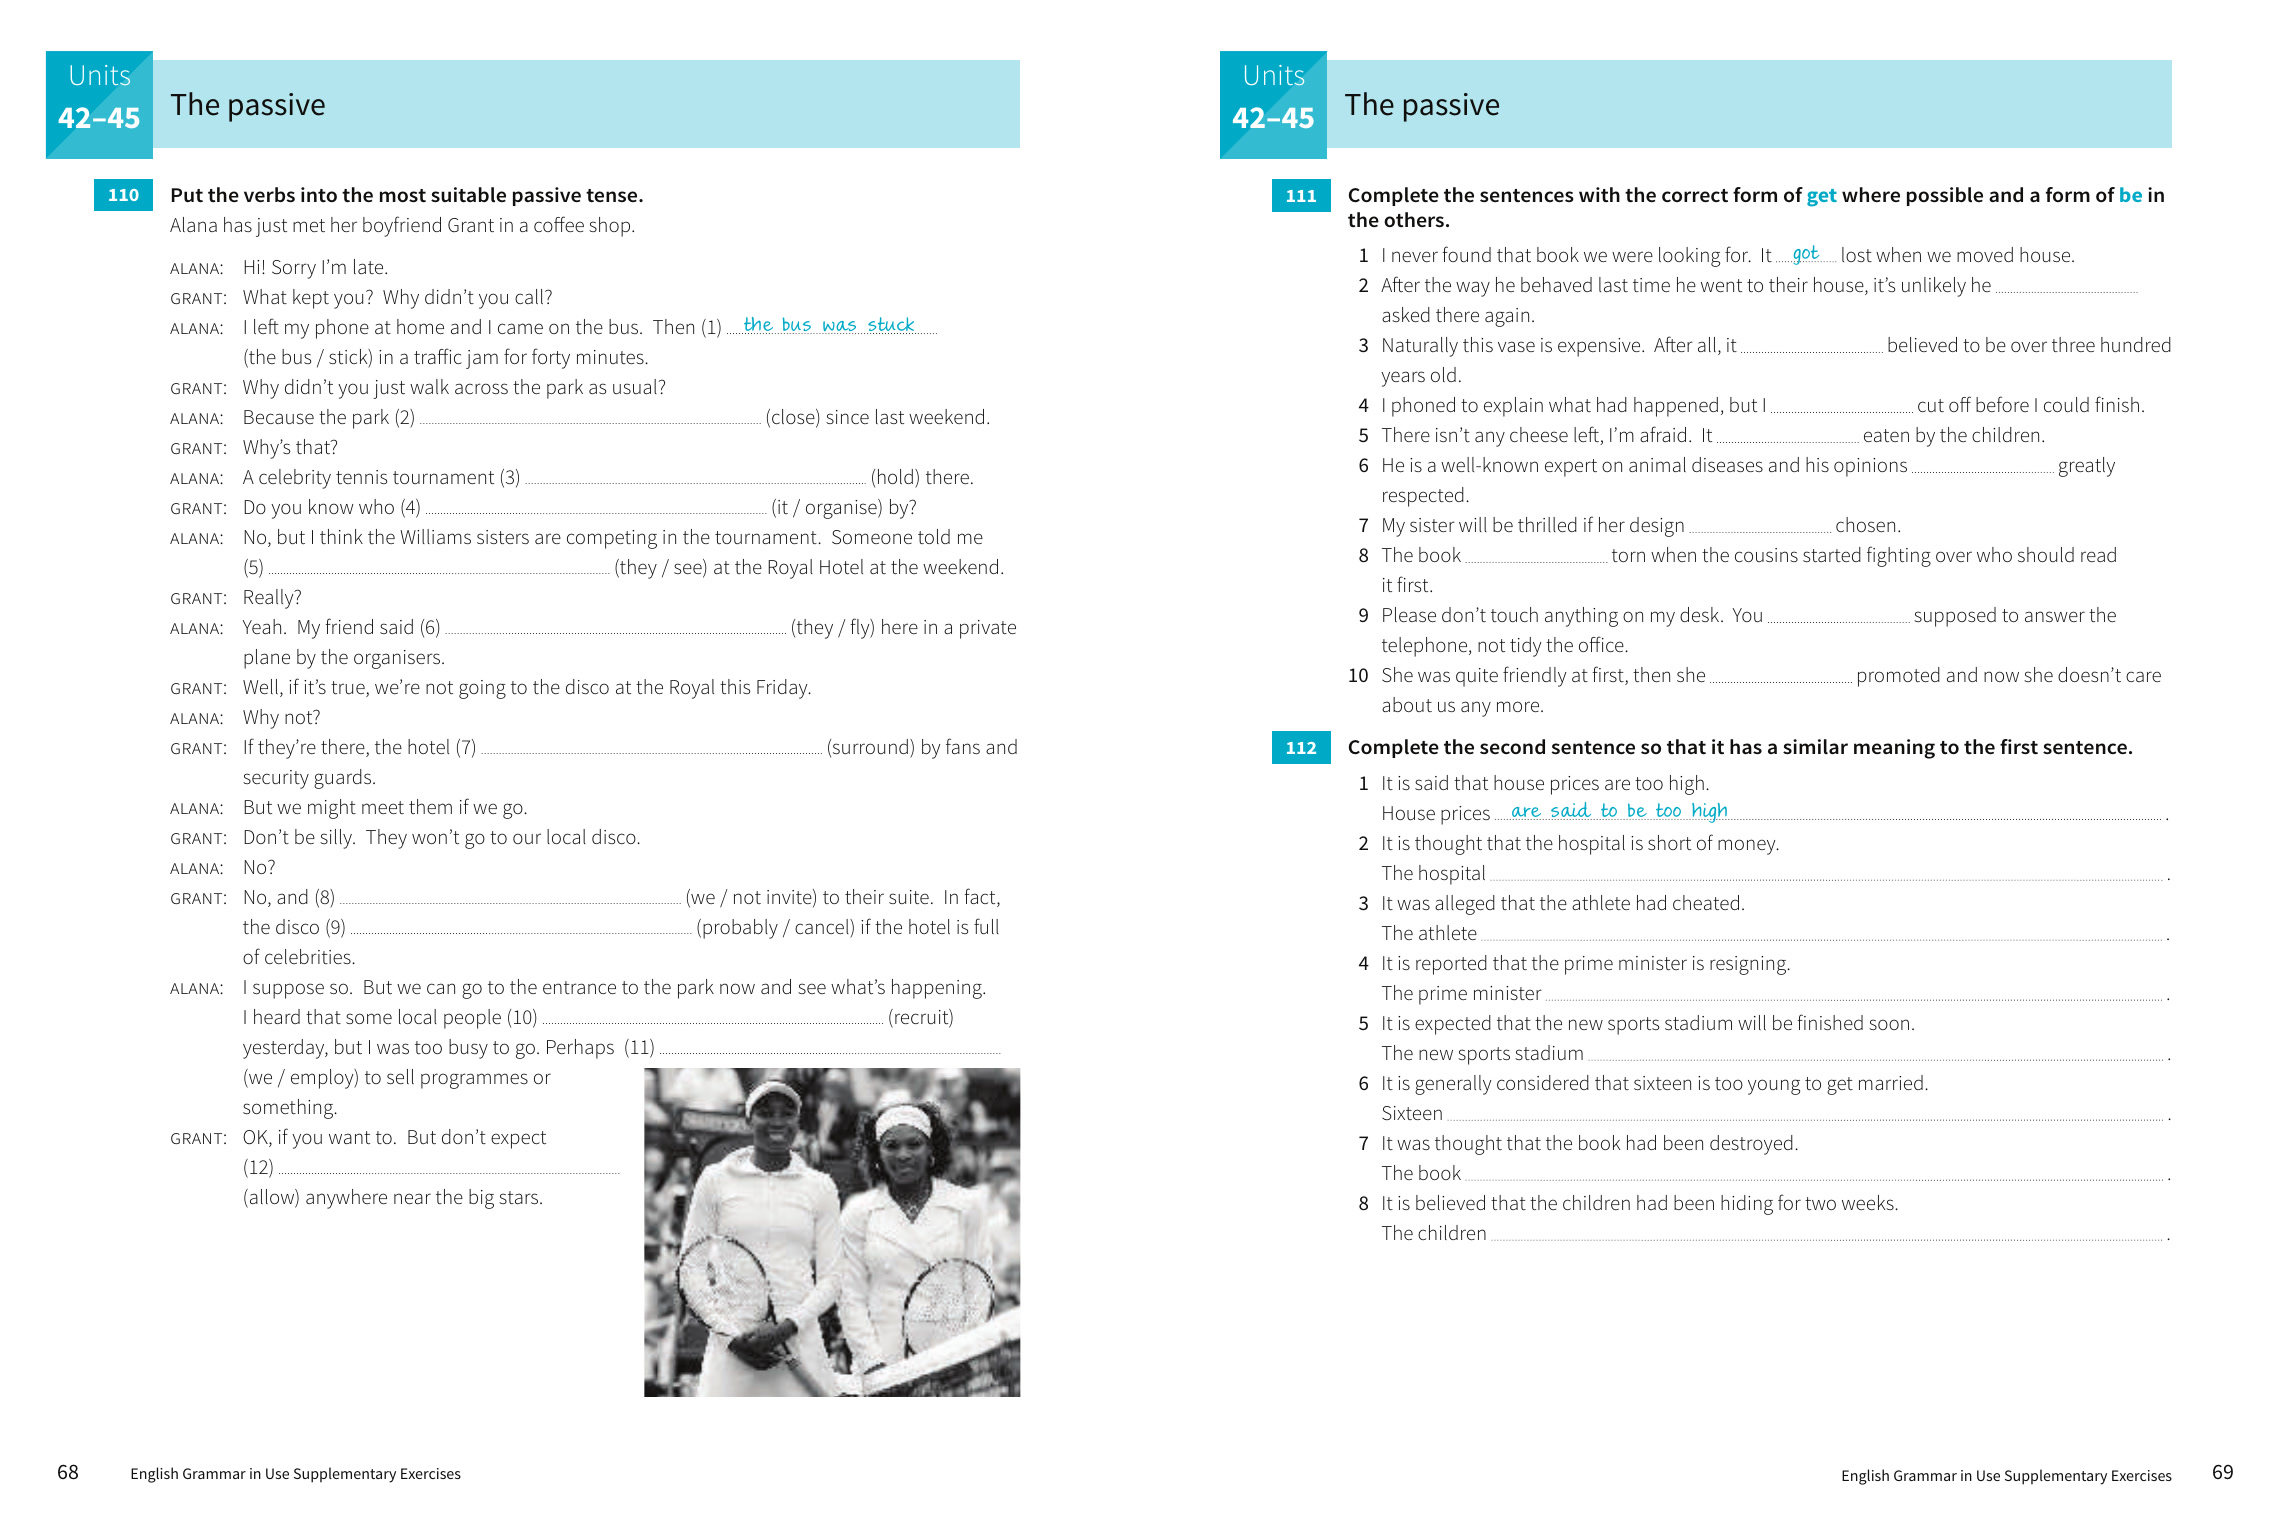 Units
42–45
The passive
110 Put the verbs into the most suitable passive tense.
Alana has just met her boyfriend Grant in a coffee shop.
ALANA: Hi! Sorry I’m late.
GRANT: What kept you? Why didn’t you call?
ALANA: I left my phone at home and I came on the bus. Then (1) the bus was stuck
(the bus / stick) in a traffic jam for forty minutes.
GRANT: Why didn’t you just walk across the park as usual?
ALANA: Because the park (2) (close) since last weekend.
GRANT: Why’s that?
ALANA: A celebrity tennis tournament (3) (hold) there.
GRANT: Do you know who (4) (it / organise) by?
ALANA: No, but I think the Williams sisters are competing in the tournament. Someone told me
(5) (they / see) at the Royal Hotel at the weekend.
GRANT: Really?
ALANA: Yeah. My friend said (6) (they / fly) here in a private
plane by the organisers.
GRANT: Well, if it’s true, we’re not going to the disco at the Royal this Friday.
ALANA: Why not?
GRANT: If they’re there, the hotel (7) (surround) by fans and
security guards.
ALANA: But we might meet them if we go.
GRANT: Don’t be silly. They won’t go to our local disco.
ALANA: No?
GRANT: No, and (8) (we / not invite) to their suite. In fact,
the disco (9) (probably / cancel) if the hotel is full
of celebrities.
ALANA: I suppose so. But we can go to the entrance to the park now and see what’s happening.
I heard that some local people (10) (recruit)
yesterday, but I was too busy to go. Perhaps (11)
(we / employ) to sell programmes or
something.
GRANT: OK, if you want to. But don’t expect
(12)
(allow) anywhere near the big stars.
68 English Grammar in Use Supplementary Exercises
Units
42–45
The passive
111 Complete the sentences with the correct form of get where possible and a form of be in
the others.
1 I never found that book we were looking for. It got lost when we moved house.
2 After the way he behaved last time he went to their house, it’s unlikely he
asked there again.
3 Naturally this vase is expensive. After all, it believed to be over three hundred
years old.
4 I phoned to explain what had happened, but I cut off before I could finish.
5 There isn’t any cheese left, I’m afraid. It eaten by the children.
6 He is a well-known expert on animal diseases and his opinions greatly
respected.
7 My sister will be thrilled if her design chosen.
8 The book torn when the cousins started fighting over who should read
it first.
9 Please don’t touch anything on my desk. You supposed to answer the
telephone, not tidy the office.
10 She was quite friendly at first, then she promoted and now she doesn’t care
about us any more.
112 Complete the second sentence so that it has a similar meaning to the first sentence.
1 It is said that house prices are too high.
House prices are said to be too high .
2 It is thought that the hospital is short of money.
The hospital .
3 It was alleged that the athlete had cheated.
The athlete .
4 It is reported that the prime minister is resigning.
The prime minister .
5 It is expected that the new sports stadium will be finished soon.
The new sports stadium .
6 It is generally considered that sixteen is too young to get married.
Sixteen .
7 It was thought that the book had been destroyed.
The book .
8 It is believed that the children had been hiding for two weeks.
The children .
English Grammar in Use Supplementary Exercises 69